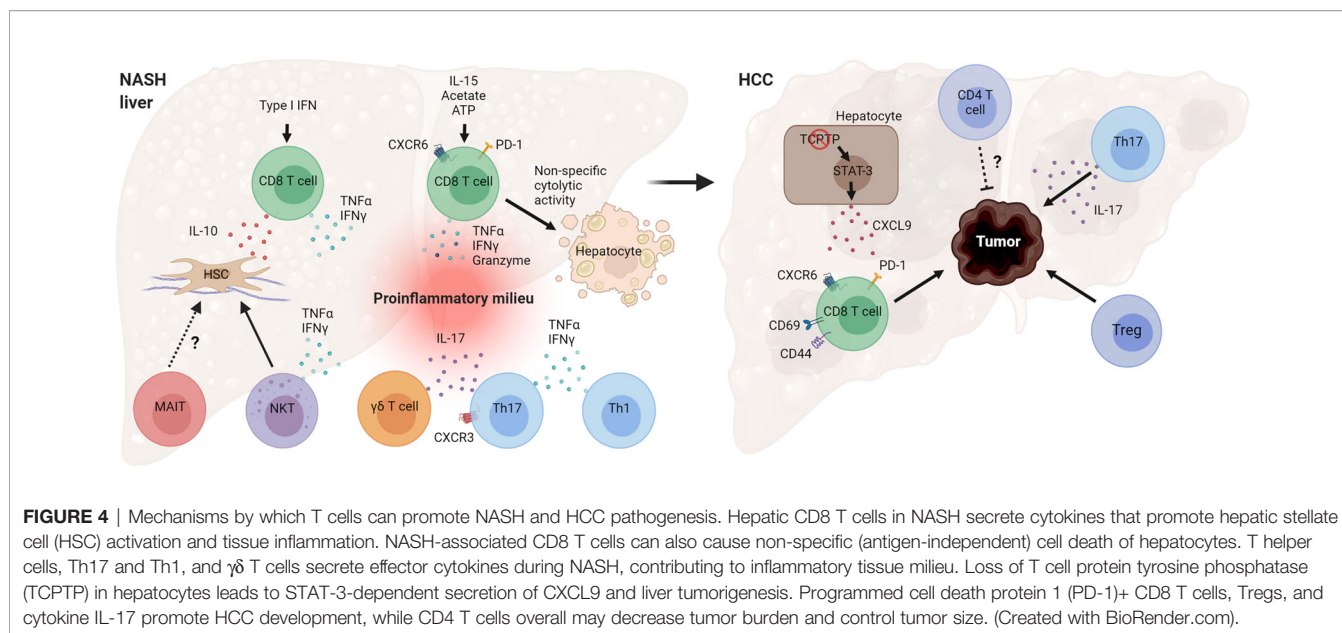 NASH
liver
Type I IFN
CD8 T cell
IL-10
TNFα
IFNγ
HSC
?
TNFα
IFNγ
MAIT
NKT
IL-15
Acetate
ATP
CXCR6
PD-1
CD8 T cell
Non-specific
cytolytic
activity
TNFα
IFNγ
Granzyme
Hepatocyte
Proinflammatory milieu
IL-17
TNFα
IFNγ
γδ T cell
CXCR3
Th17
Th1
HCC
Hepatocyte
TCPTP
STAT-3
CXCL9
CXCR6
PD-1
CD8 T cell
CD69
CD44
CD4 T
cell
?
Th17
IL-17
Tumor
Treg
FIGURE 4 | Mechanisms by which T cells can promote NASH and HCC pathogenesis. Hepatic CD8 T cells in NASH secrete cytokines that promote hepatic stellate
cell (HSC) activation and tissue inflammation. NASH-associated CD8 T cells can also cause non-specific (antigen-independent) cell death of hepatocytes. T helper
cells, Th17 and Th1, and γδ T cells secrete effector cytokines during NASH, contributing to inflammatory tissue milieu. Loss of T cell protein tyrosine phosphatase
(TCPTP) in hepatocytes leads to STAT-3-dependent secretion of CXCL9 and liver tumorigenesis. Programmed cell death protein 1 (PD-1)+ CD8 T cells, Tregs, and
cytokine IL-17 promote HCC development, while CD4 T cells overall may decrease tumor burden and control tumor size. (Created with BioRender.com).